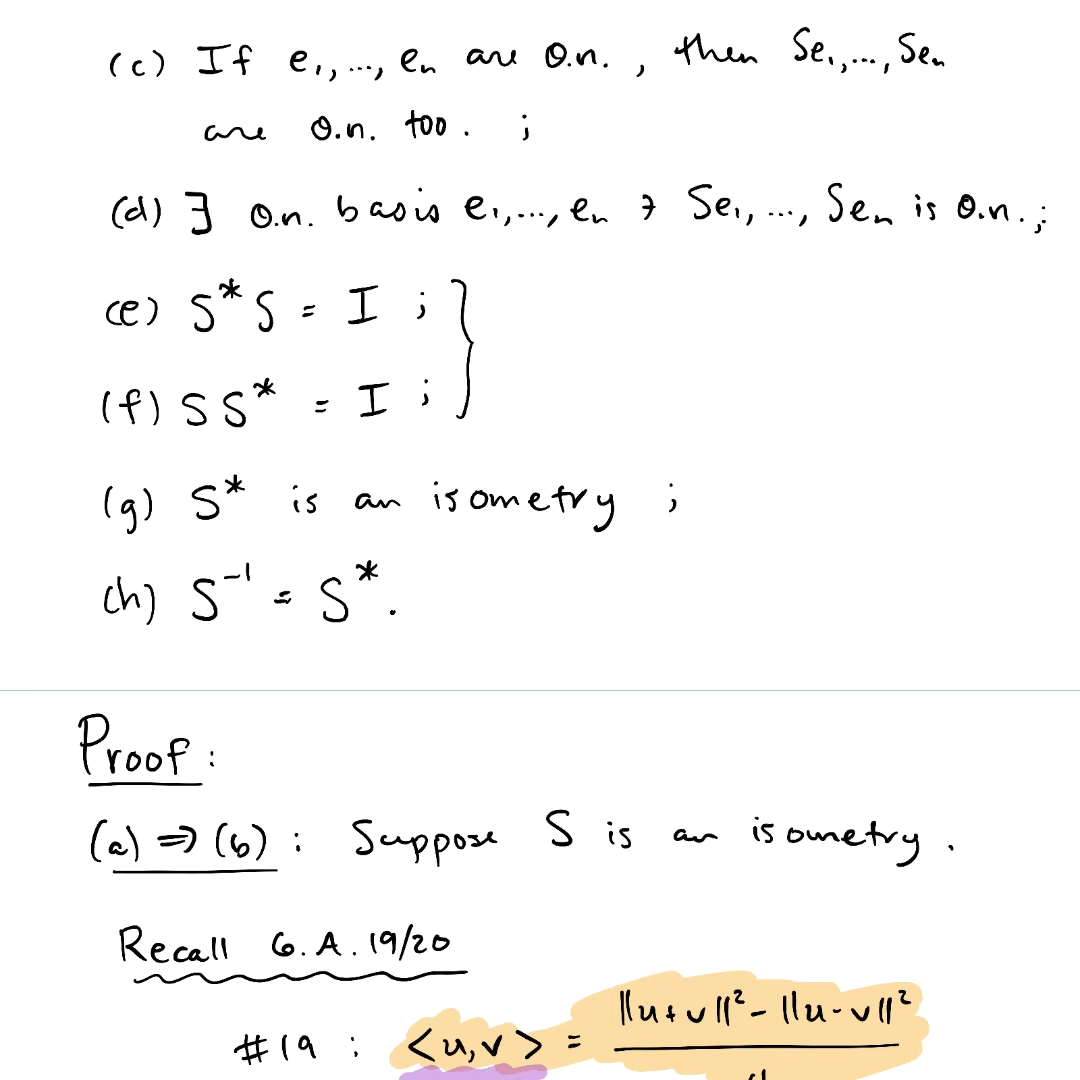 (c) If e₁, ..., eₙ are o.n. , then Se₁, ..., Seₙ
are o.n. too. ;
(d) ∃ o.n. basis e₁, ..., eₙ ∋ Se₁, ..., Seₙ is o.n. ;
(e) S*S = I ;
(f) SS* = I ;
(g) S* is an isometry ;
(h) S⁻¹ = S*.
Proof :
(a) ⇒ (b) : Suppose S is an isometry .
Recall 6.A.19/20
||u+v||² - ||u-v||²
#19 : <u,v> =